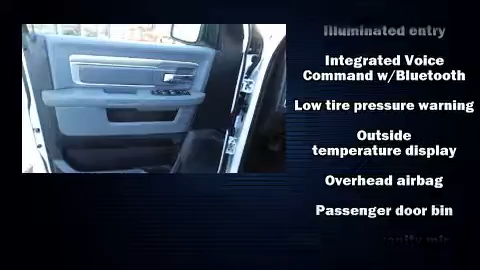 Illuminated entry
Integrated Voice
Command w/Bluetooth
Low tire pressure warning
Outside
temperature display
Overhead airbag
Passenger door bin